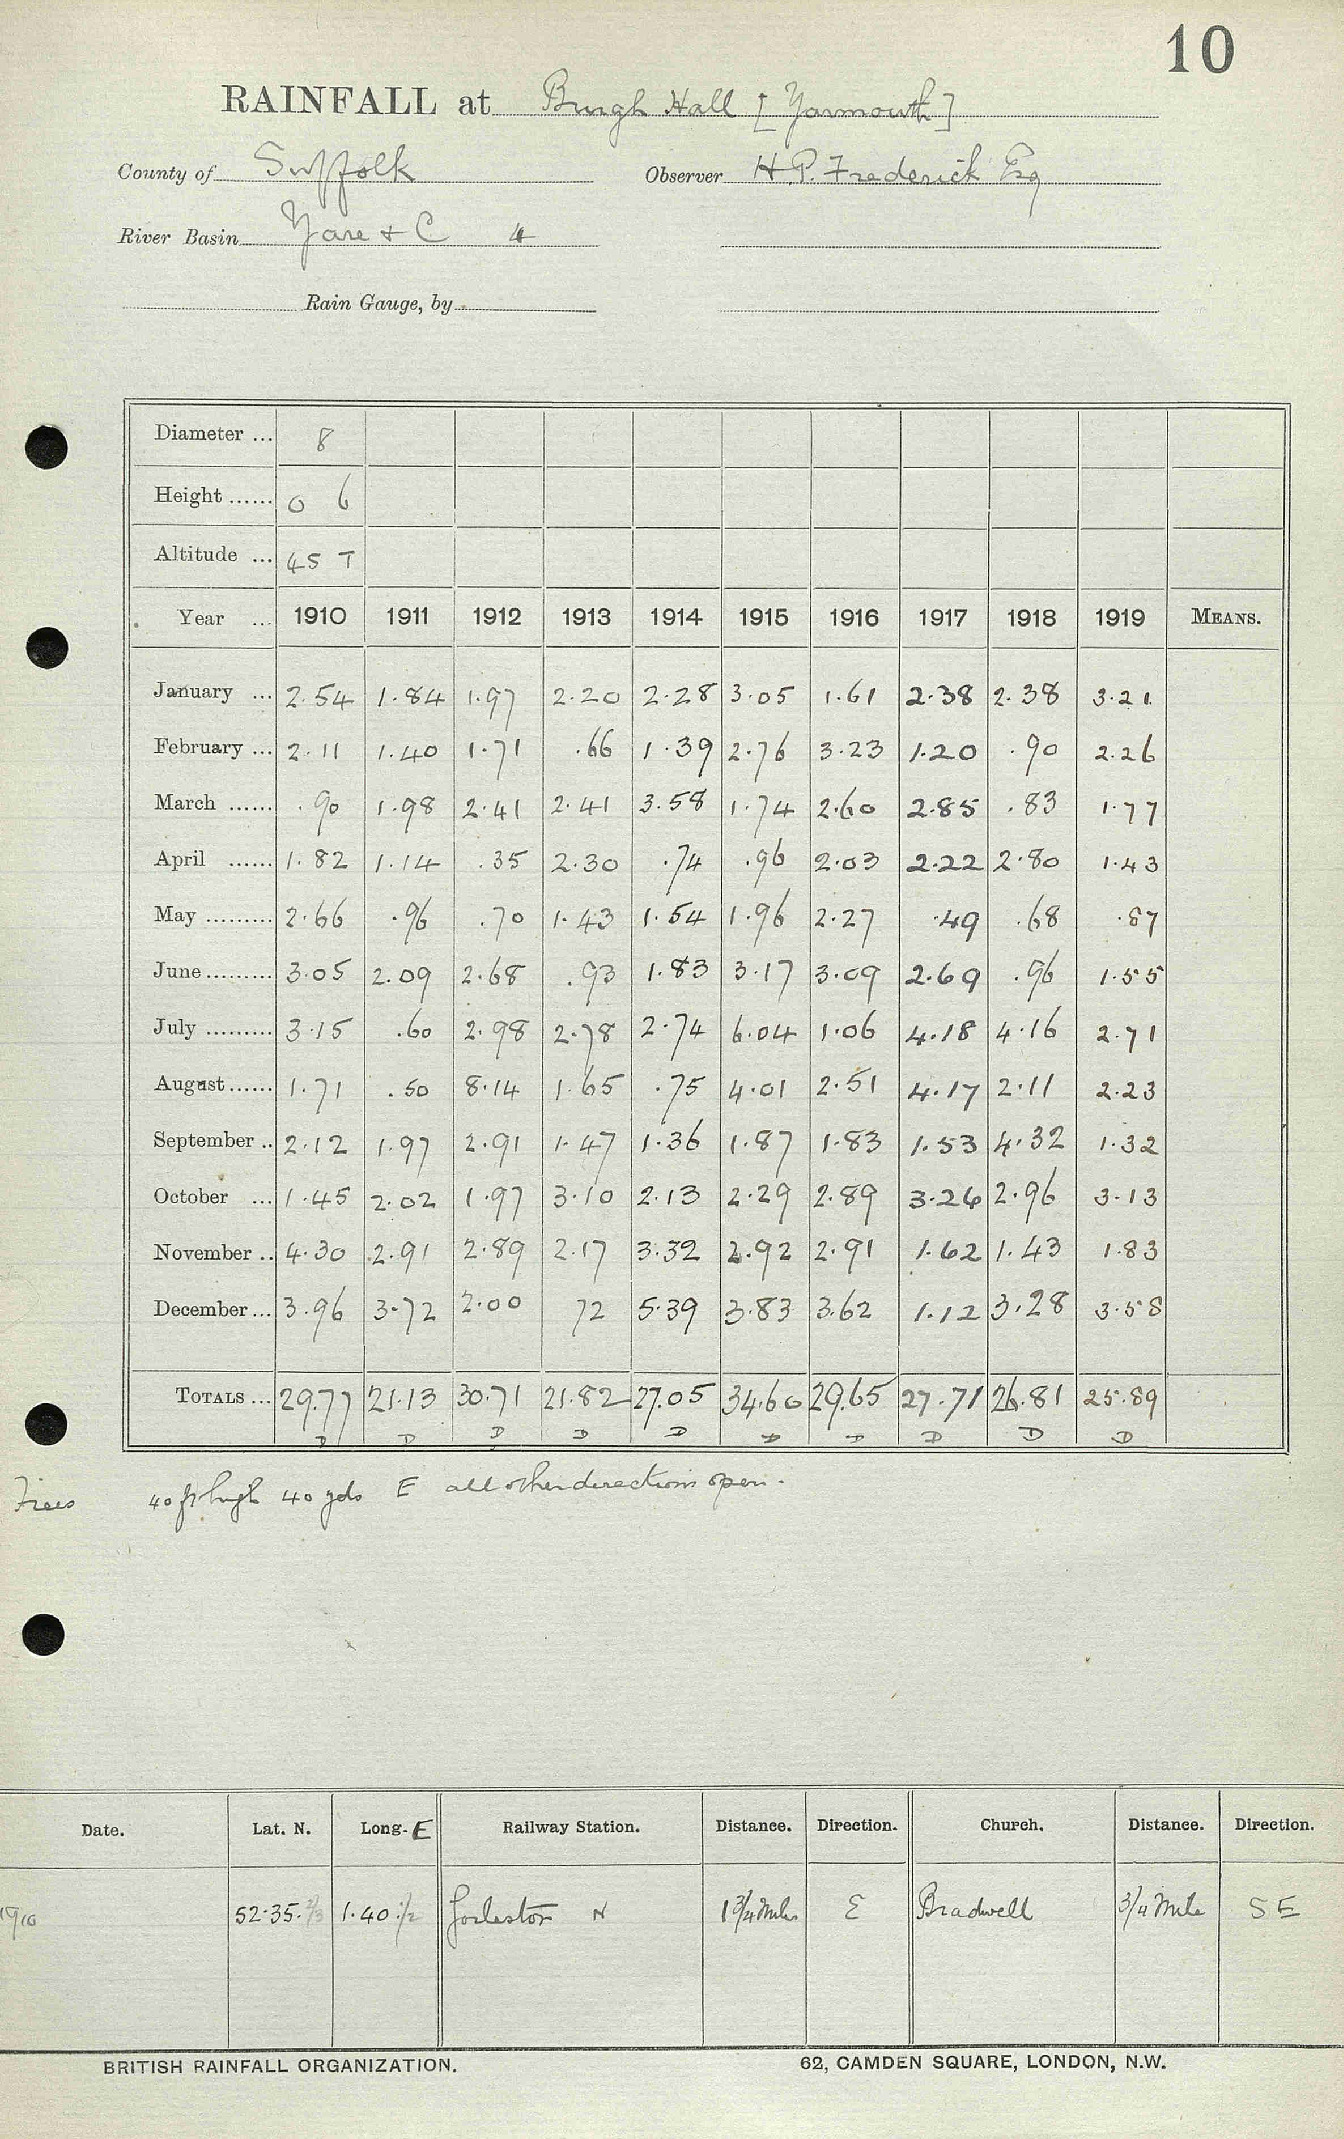 10
RAINFALL at Burgh Hall [Yarmouth]
County of Suffolk Observer H.P. Frederick Esq
River Basin Yare + C 4
Rain Gauge, by
Diameter ... 8
Height ...... 0 6
Altitude ... 45 T
Year ... 1910 1911 1912 1913 1914 1915 1916 1917 1918 1919 MEANS.
January ... 2.54 1.84 1.97 2.20 2.28 3.05 1.61 2.38 2.38 3.21
February ... 2.11 1.40 1.71 .66 1.39 2.76 3.23 1.20 .90 2.26
March ...... .90 1.98 2.41 2.41 3.58 1.74 2.60 2.85 .83 1.77
April ...... 1.82 1.14 .35 2.30 .74 .96 2.03 2.22 2.80 1.43
May ......... 2.66 .96 .70 1.43 1.54 1.96 2.27 .49 .68 .87
June ......... 3.05 2.09 2.68 .93 1.83 3.17 3.09 2.69 .96 1.55
July ......... 3.15 .60 2.98 2.78 2.74 6.04 1.06 4.18 4.16 2.71
August ...... 1.71 .50 8.14 1.65 .75 4.01 2.51 4.17 2.11 2.23
September .. 2.12 1.97 2.91 1.47 1.36 1.87 1.83 1.53 4.32 1.32
October ... 1.45 2.02 1.97 3.10 2.13 2.29 2.89 3.26 2.96 3.13
November .. 4.30 2.91 2.89 2.17 3.32 2.92 2.91 1.62 1.43 1.83
December ... 3.96 3.72 2.00 72 5.39 3.83 3.62 1.12 3.28 3.58
TOTALS ... 29.77 21.13 30.71 21.82 27.05 34.60 29.65 27.71 26.81 25.89
D D D D D D D D D D
Trees 40 ft high 40 yds E all other directions open.
Date. Lat. N. Long. E Railway Station. Distance. Direction. Church. Distance. Direction.
1910 52.35.2/3 1.40.1/2 Gorleston N 1 3/4 Miles E Bradwell 3/4 Mile SE
BRITISH RAINFALL ORGANIZATION. 62, CAMDEN SQUARE, LONDON, N.W.